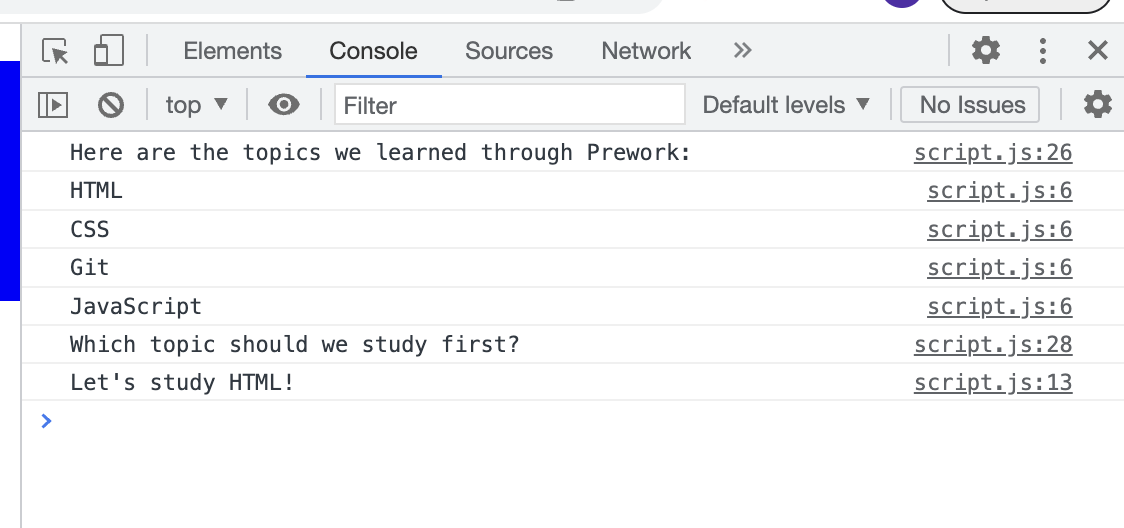 Elements Console Sources Network »
top ▼ Filter Default levels ▼ No Issues
Here are the topics we learned through Prework: script.js:26
HTML script.js:6
CSS script.js:6
Git script.js:6
JavaScript script.js:6
Which topic should we study first? script.js:28
Let's study HTML! script.js:13
>